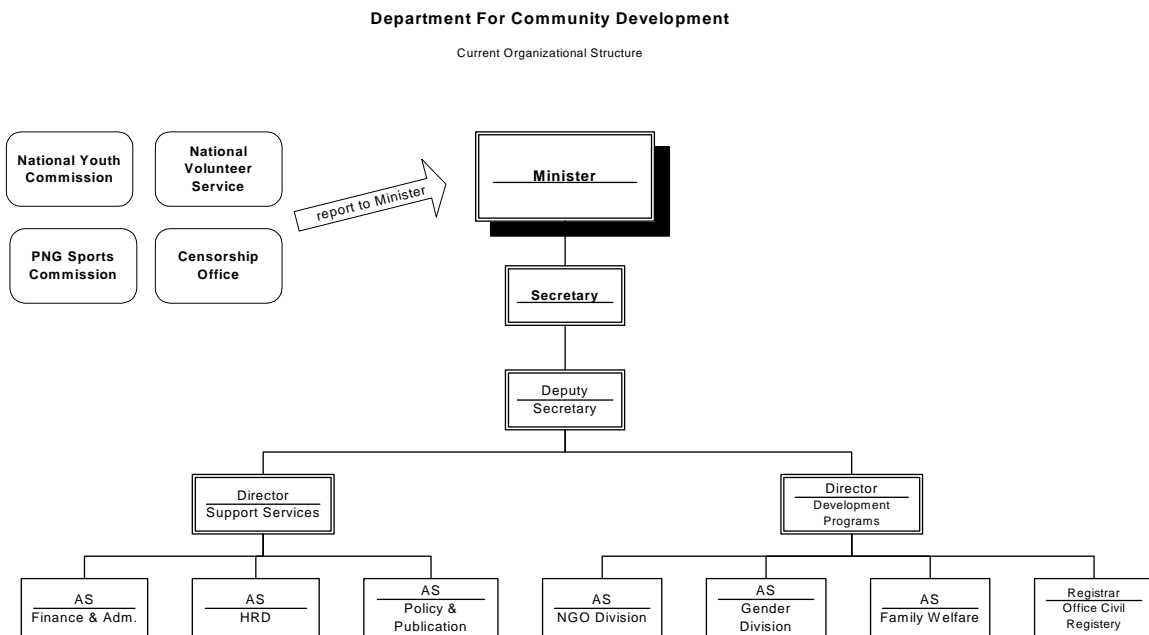 Department For Community Development
Current Organizational Structure
National Youth
Commission
National
Volunteer
Service
PNG Sports
Commission
Censorship
Office
report to Minister
Minister
Secretary
Deputy
Secretary
Director
Support Services
Director
Development
Programs
AS
Finance & Adm.
AS
HRD
AS
Policy &
Publication
AS
NGO Division
AS
Gender
Division
AS
Family Welfare
Registrar
Office Civil
Registery